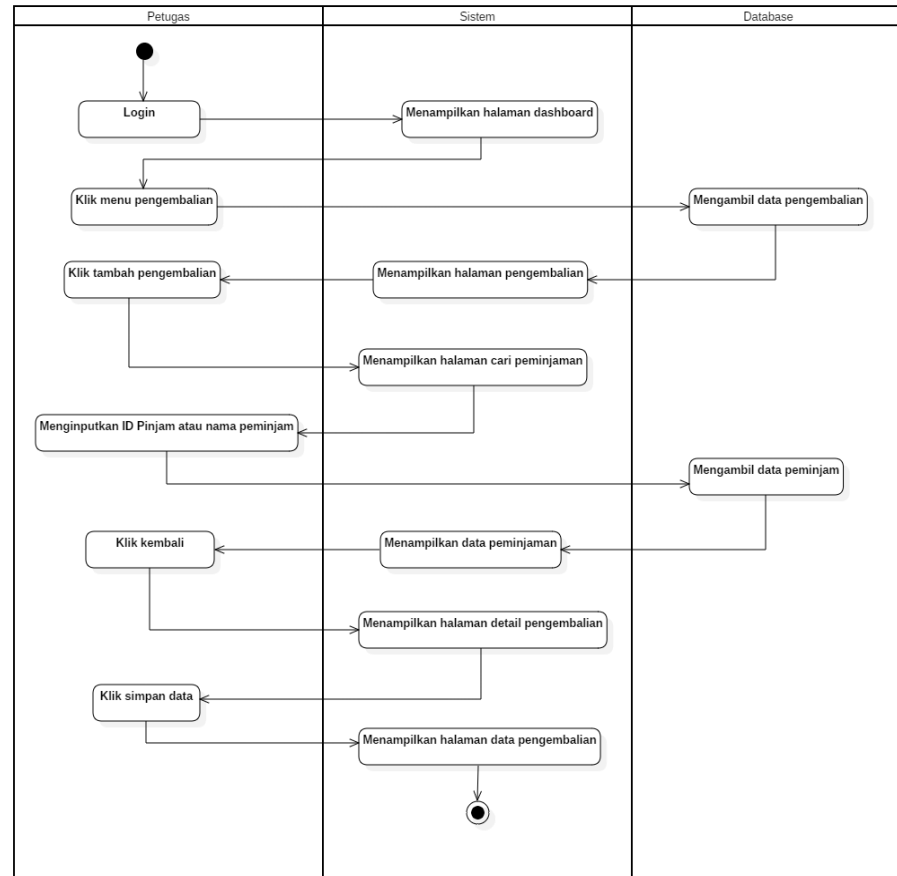 Petugas
Sistem
Database
Login
Menampilkan halaman dashboard
Klik menu pengembalian
Mengambil data pengembalian
Klik tambah pengembalian
Menampilkan halaman pengembalian
Menampilkan halaman cari peminjaman
Menginputkan ID Pinjam atau nama peminjam
Mengambil data peminjam
Klik kembali
Menampilkan data peminjaman
Menampilkan halaman detail pengembalian
Klik simpan data
Menampilkan halaman data pengembalian